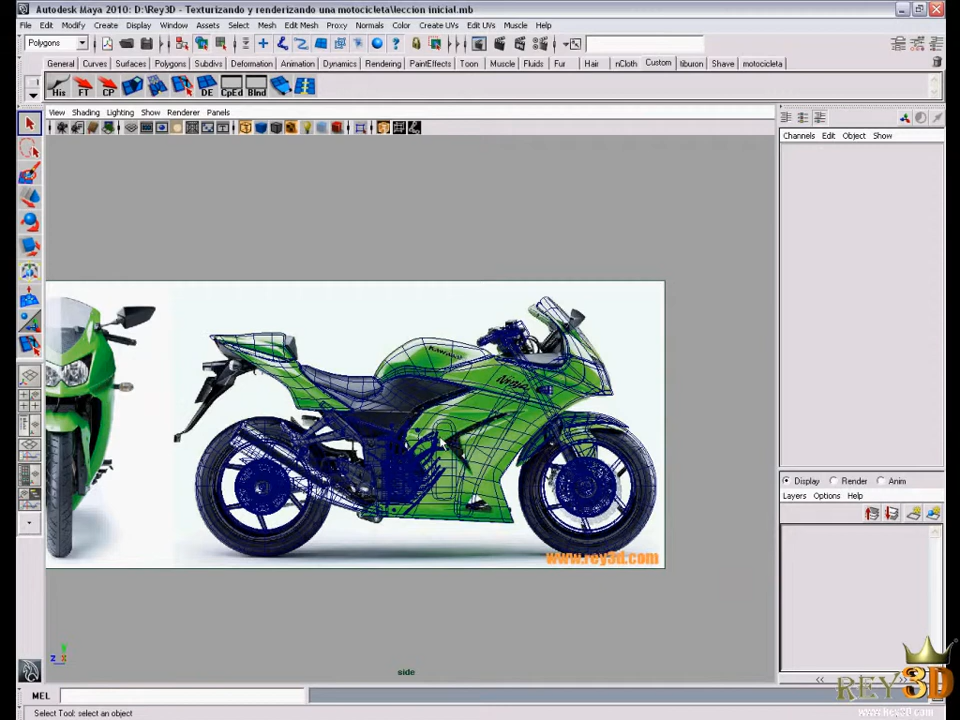 Autodesk Maya 2010: D:\Rey3D - Texturizando y renderizando una motocicleta\leccion inicial.mb
File Edit Modify Create Display Window Assets Select Mesh Edit Mesh Proxy Normals Color Create UVs Edit UVs Muscle Help
Polygons
General Curves Surfaces Polygons Subdivs Deformation Animation Dynamics Rendering PaintEffects Toon Muscle Fluids Fur Hair nCloth Custom tiburon Shave motocicleta
His FT CP DE CpEd Blnd
View Shading Lighting Show Renderer Panels
Channels Edit Object Show
Kawasaki
Ninja
www.rey3d.com
Display Render Anim
Layers Options Help
side
REY3D
www.rey3d.com
MEL
Select Tool: select an object